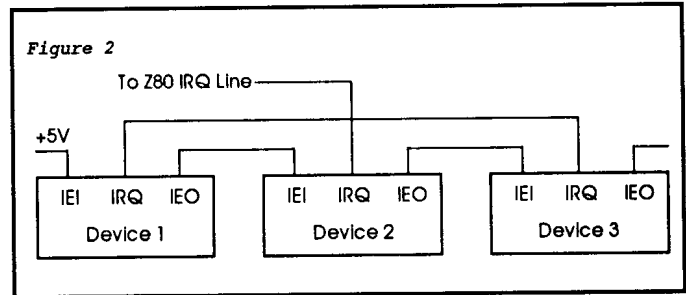 Figure 2
To Z80 IRQ Line
+5V
IEI IRQ IEO
Device 1
IEI IRQ IEO
Device 2
IEI IRQ IEO
Device 3